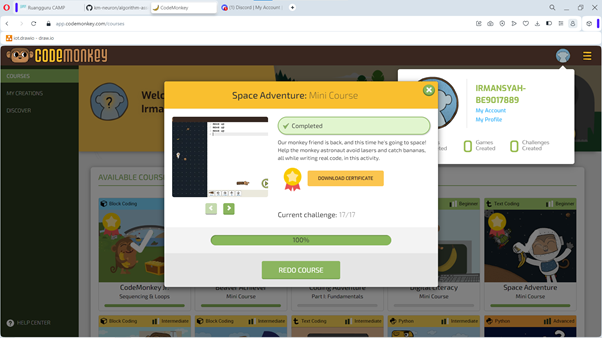 Ruangguru CAMP
CodeMonkey
(1) Discord | My Account
app.codemonkey.com/courses
iot.drawio - draw.io
CODEMONKEY
COURSES
MY CREATIONS
DISCOVER
HELP CENTER
Welc
Irma
IRMANSYAH-
BE9017889
My Account
My Profile
0 Games Created
0 Challenges Created
Space Adventure: Mini Course
Completed
Our monkey friend is back, and this time he's going to space!
Help the monkey astronaut avoid lasers and catch bananas,
all while writing real code, in this activity.
DOWNLOAD CERTIFICATE
Current challenge: 17/17
100%
REDO COURSE
AVAILABLE COURS
Block Coding
Beginner
Text Coding
Beginner
CodeMonkey Jr.
Sequencing & Loops
Beaver Achiever
Mini Course
Coding Adventure
Part 1: Fundamentals
Digital Literacy
Mini Course
Space Adventure
Mini Course
Block Coding
Intermediate
Block Coding
Intermediate
Text Coding
Intermediate
Python
Intermediate
Python
Advanced